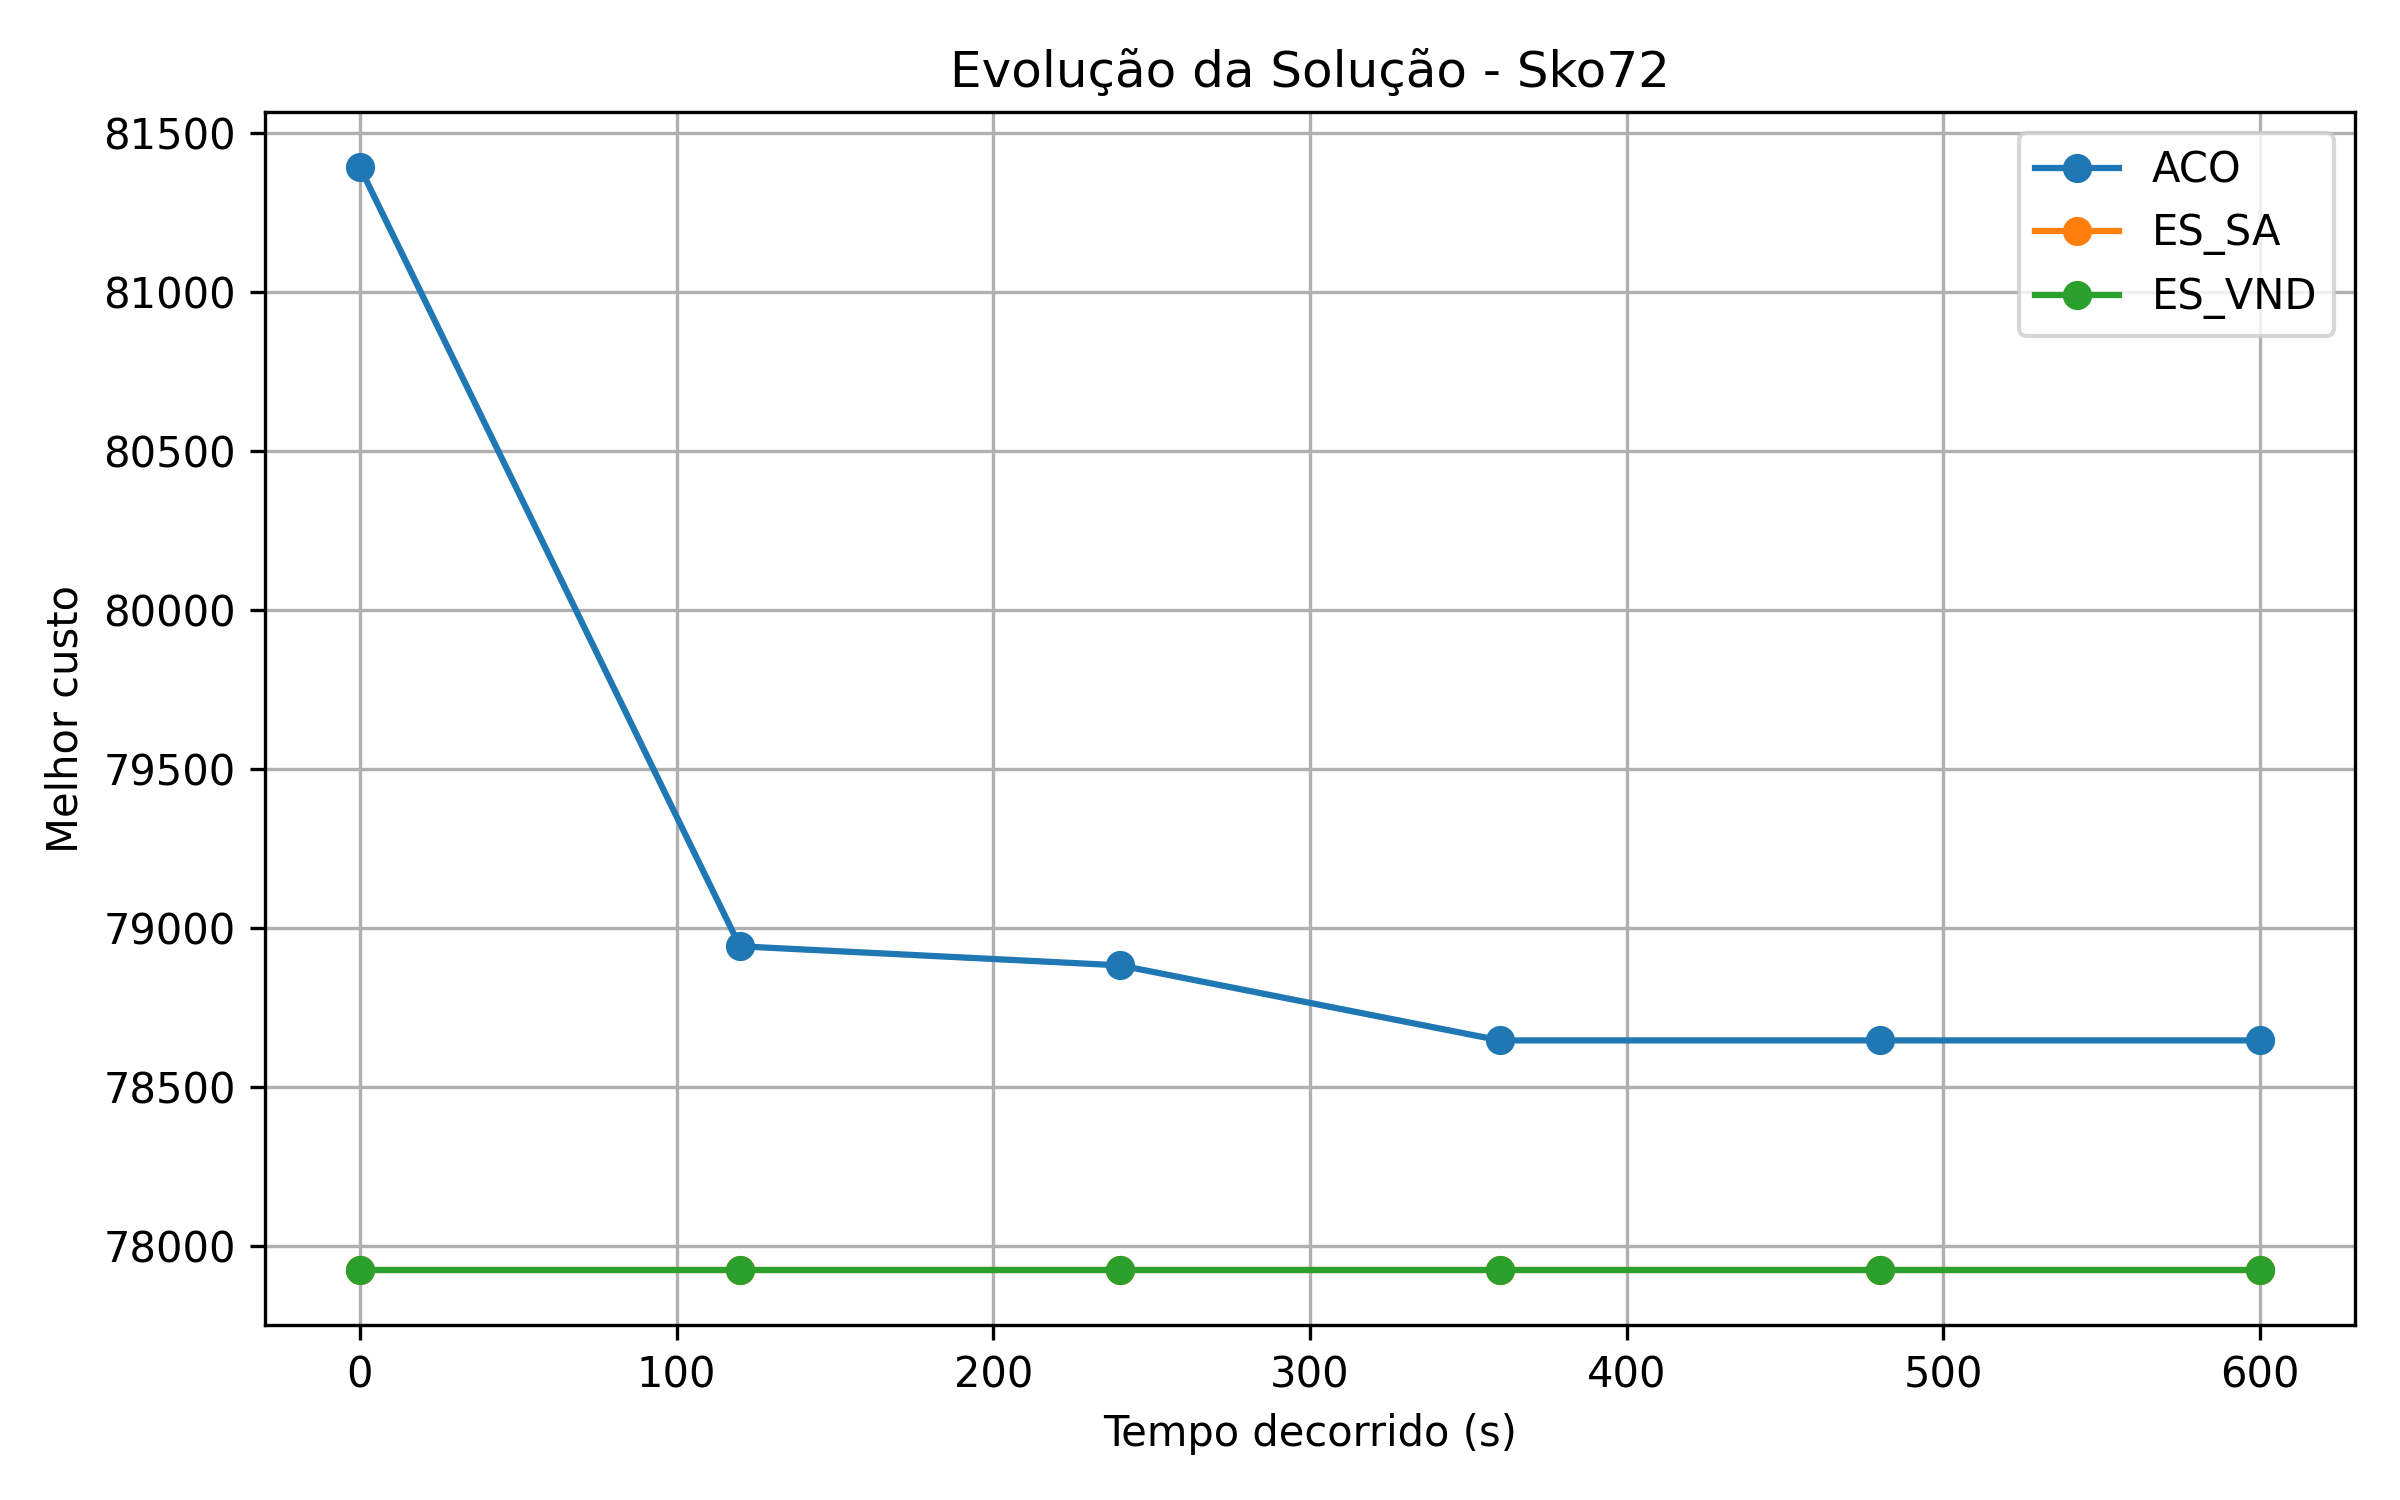 Evolução da Solução - Sko72
81500
81000
80500
80000
79500
79000
78500
78000
Melhor custo
ACO
ES_SA
ES_VND
0 100 200 300 400 500 600
Tempo decorrido (s)